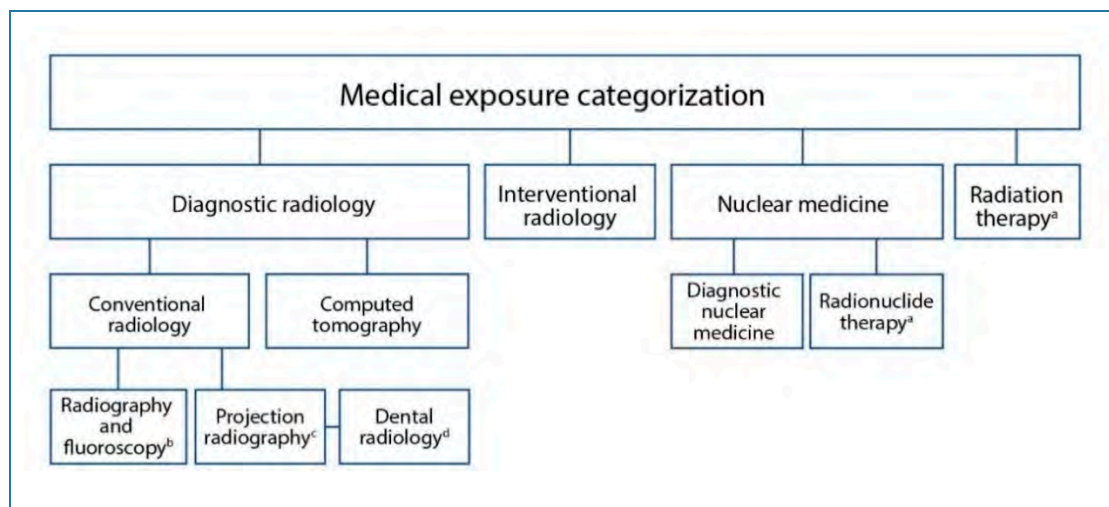 Medical exposure categorization
Diagnostic radiology
Interventional
radiology
Nuclear medicine
Radiation
therapyᵃ
Conventional
radiology
Computed
tomography
Diagnostic
nuclear
medicine
Radionuclide
therapyᵃ
Radiography
and
fluoroscopyᵇ
Projection
radiographyᶜ
Dental
radiologyᵈ